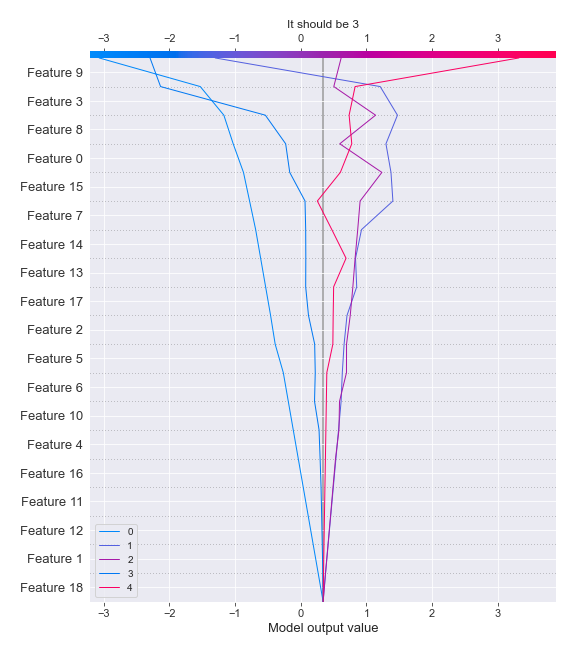 It should be 3
−3 −2 −1 0 1 2 3
Feature 9
Feature 3
Feature 8
Feature 0
Feature 15
Feature 7
Feature 14
Feature 13
Feature 17
Feature 2
Feature 5
Feature 6
Feature 10
Feature 4
Feature 16
Feature 11
Feature 12
Feature 1
Feature 18
0
1
2
3
4
−3 −2 −1 0 1 2 3
Model output value